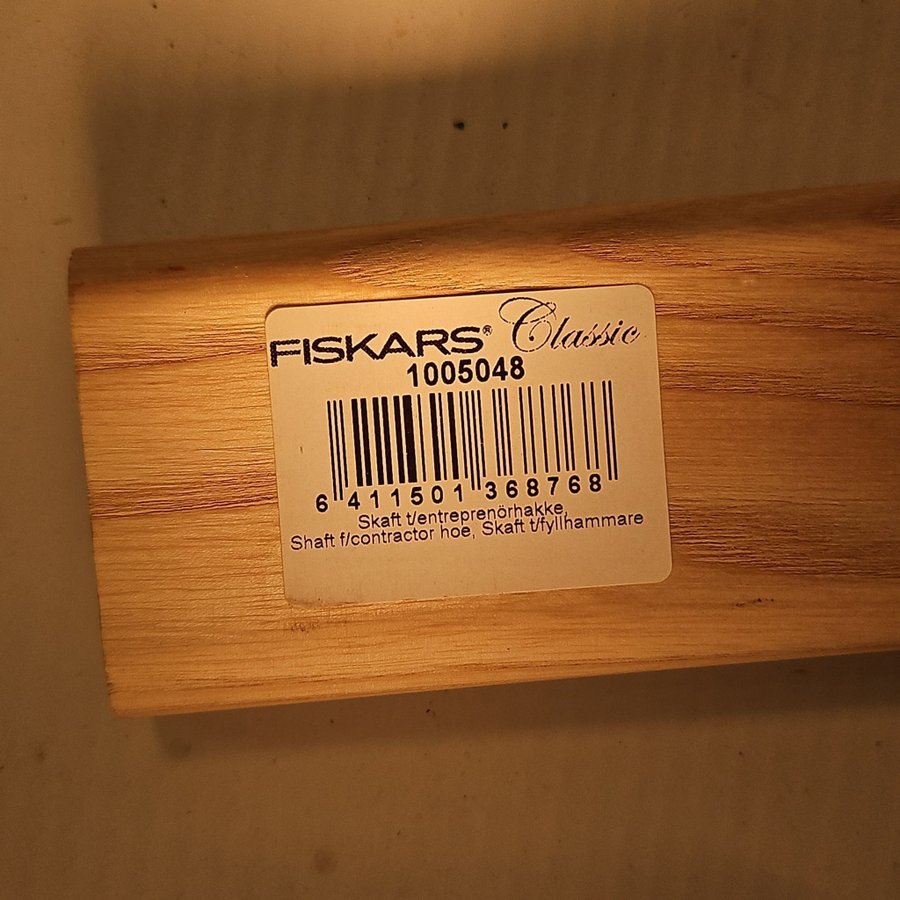 FISKARS® Classic
1005048
6 411501 368768
Skaft t/entreprenörhakke,
Shaft f/contractor hoe, Skaft t/fyllhammare